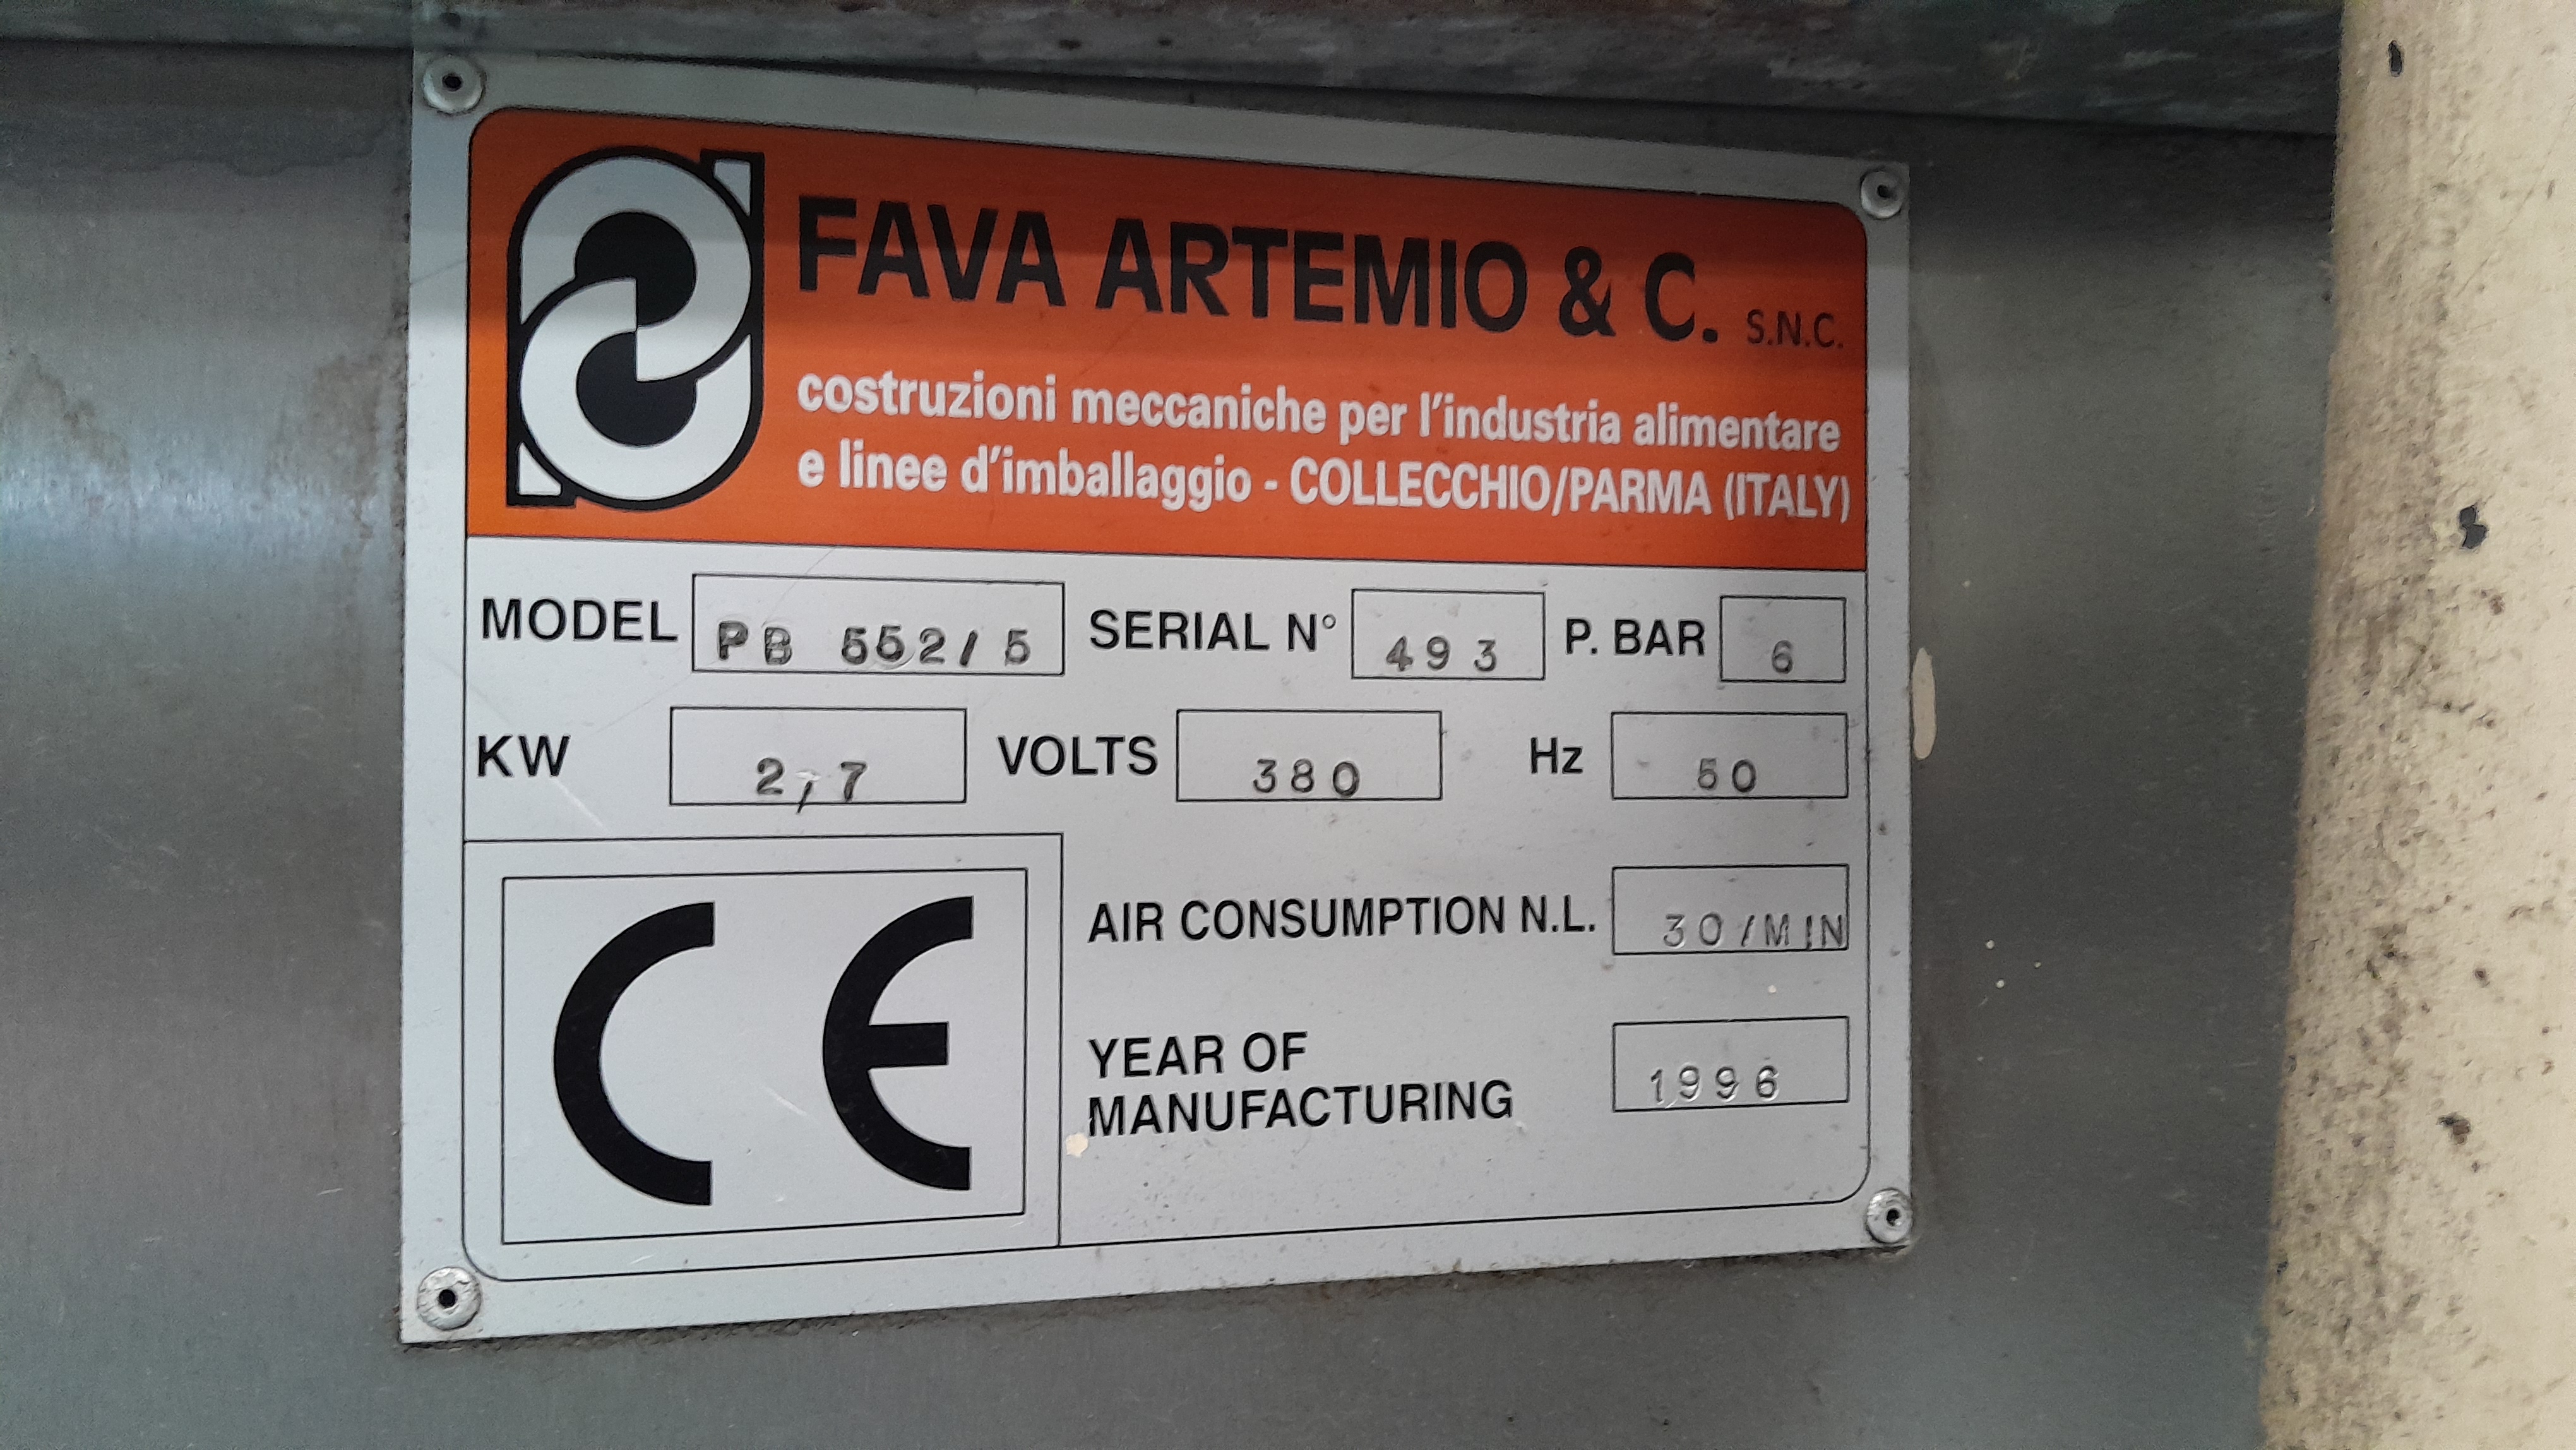 FAVA ARTEMIO & C. S.N.C.
costruzioni meccaniche per l'industria alimentare
e linee d'imballaggio - COLLECCHIO/PARMA (ITALY)
MODEL PB 552/5 SERIAL N° 493 P. BAR 6
KW 2,7 VOLTS 380 Hz 50
CE
AIR CONSUMPTION N.L. 30/MIN
YEAR OF
MANUFACTURING 1996